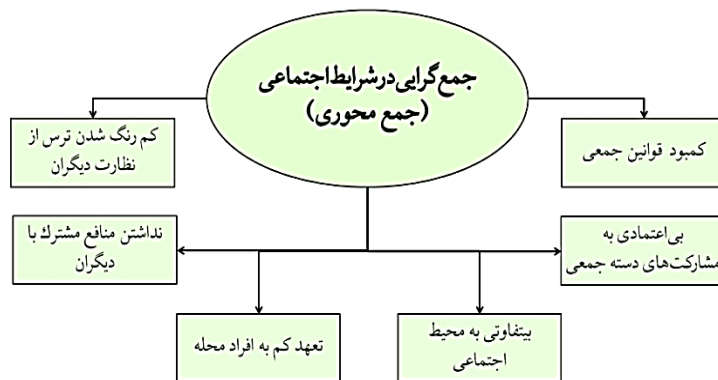 جمع‌گرایی در شرایط اجتماعی
(جمع محوری)
کمبود قوانین جمعی
کم رنگ شدن ترس از
نظارت دیگران
بی‌اعتمادی به
مشارکت‌های دسته جمعی
نداشتن منافع مشترك با
دیگران
بیتفاوتی به محیط
اجتماعی
تعهد کم به افراد محله